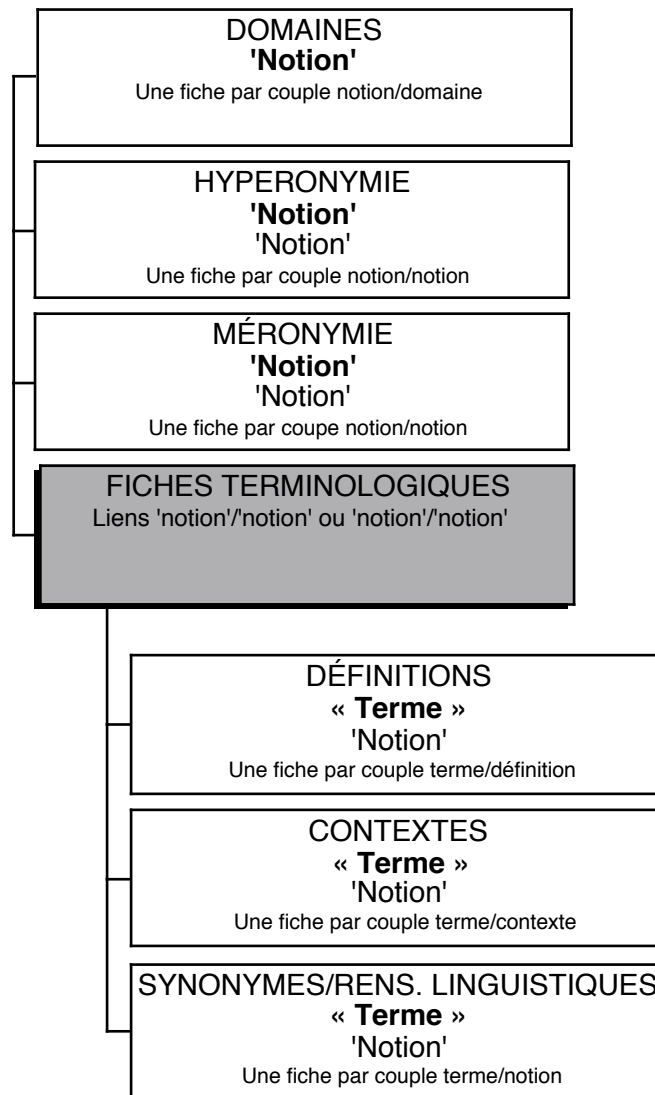 DOMAINES
'Notion'
Une fiche par couple notion/domaine
HYPERONYMIE
'Notion'
'Notion'
Une fiche par couple notion/notion
MÉRONYMIE
'Notion'
'Notion'
Une fiche par coupe notion/notion
FICHES TERMINOLOGIQUES
Liens 'notion'/'notion' ou 'notion'/'notion'
DÉFINITIONS
« Terme »
'Notion'
Une fiche par couple terme/définition
CONTEXTES
« Terme »
'Notion'
Une fiche par couple terme/contexte
SYNONYMES/RENS. LINGUISTIQUES
« Terme »
'Notion'
Une fiche par couple terme/notion